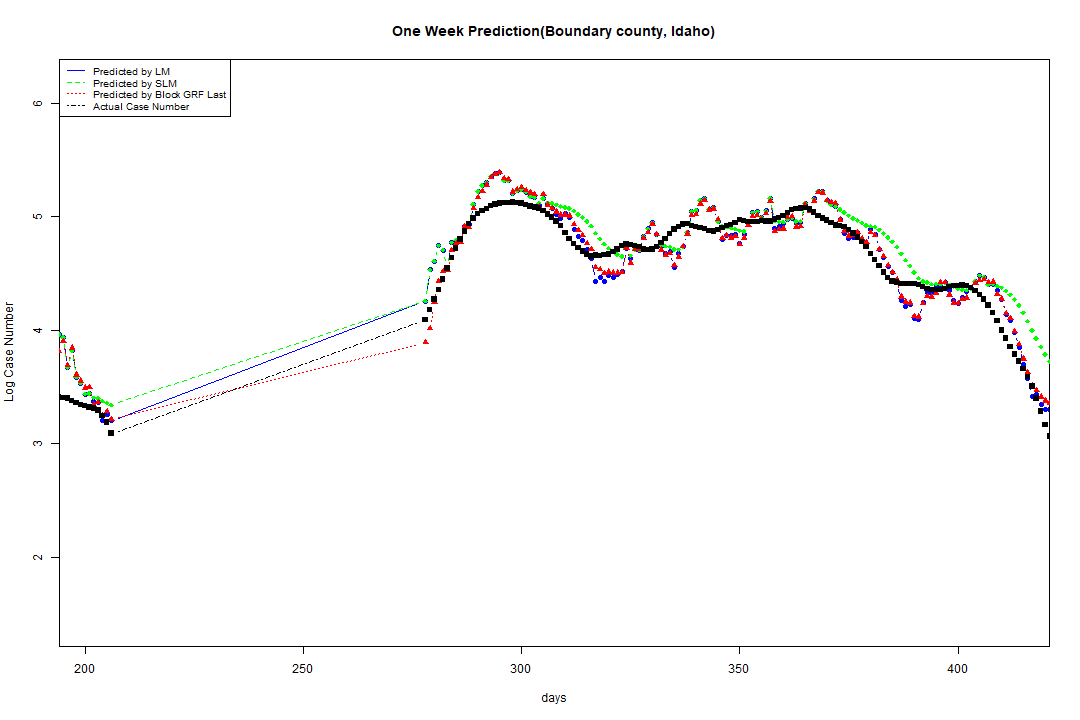 One Week Prediction(Boundary county, Idaho)
Predicted by LM
Predicted by SLM
Predicted by Block GRF Last
Actual Case Number
6
5
4
3
2
Log Case Number
200 250 300 350 400
days